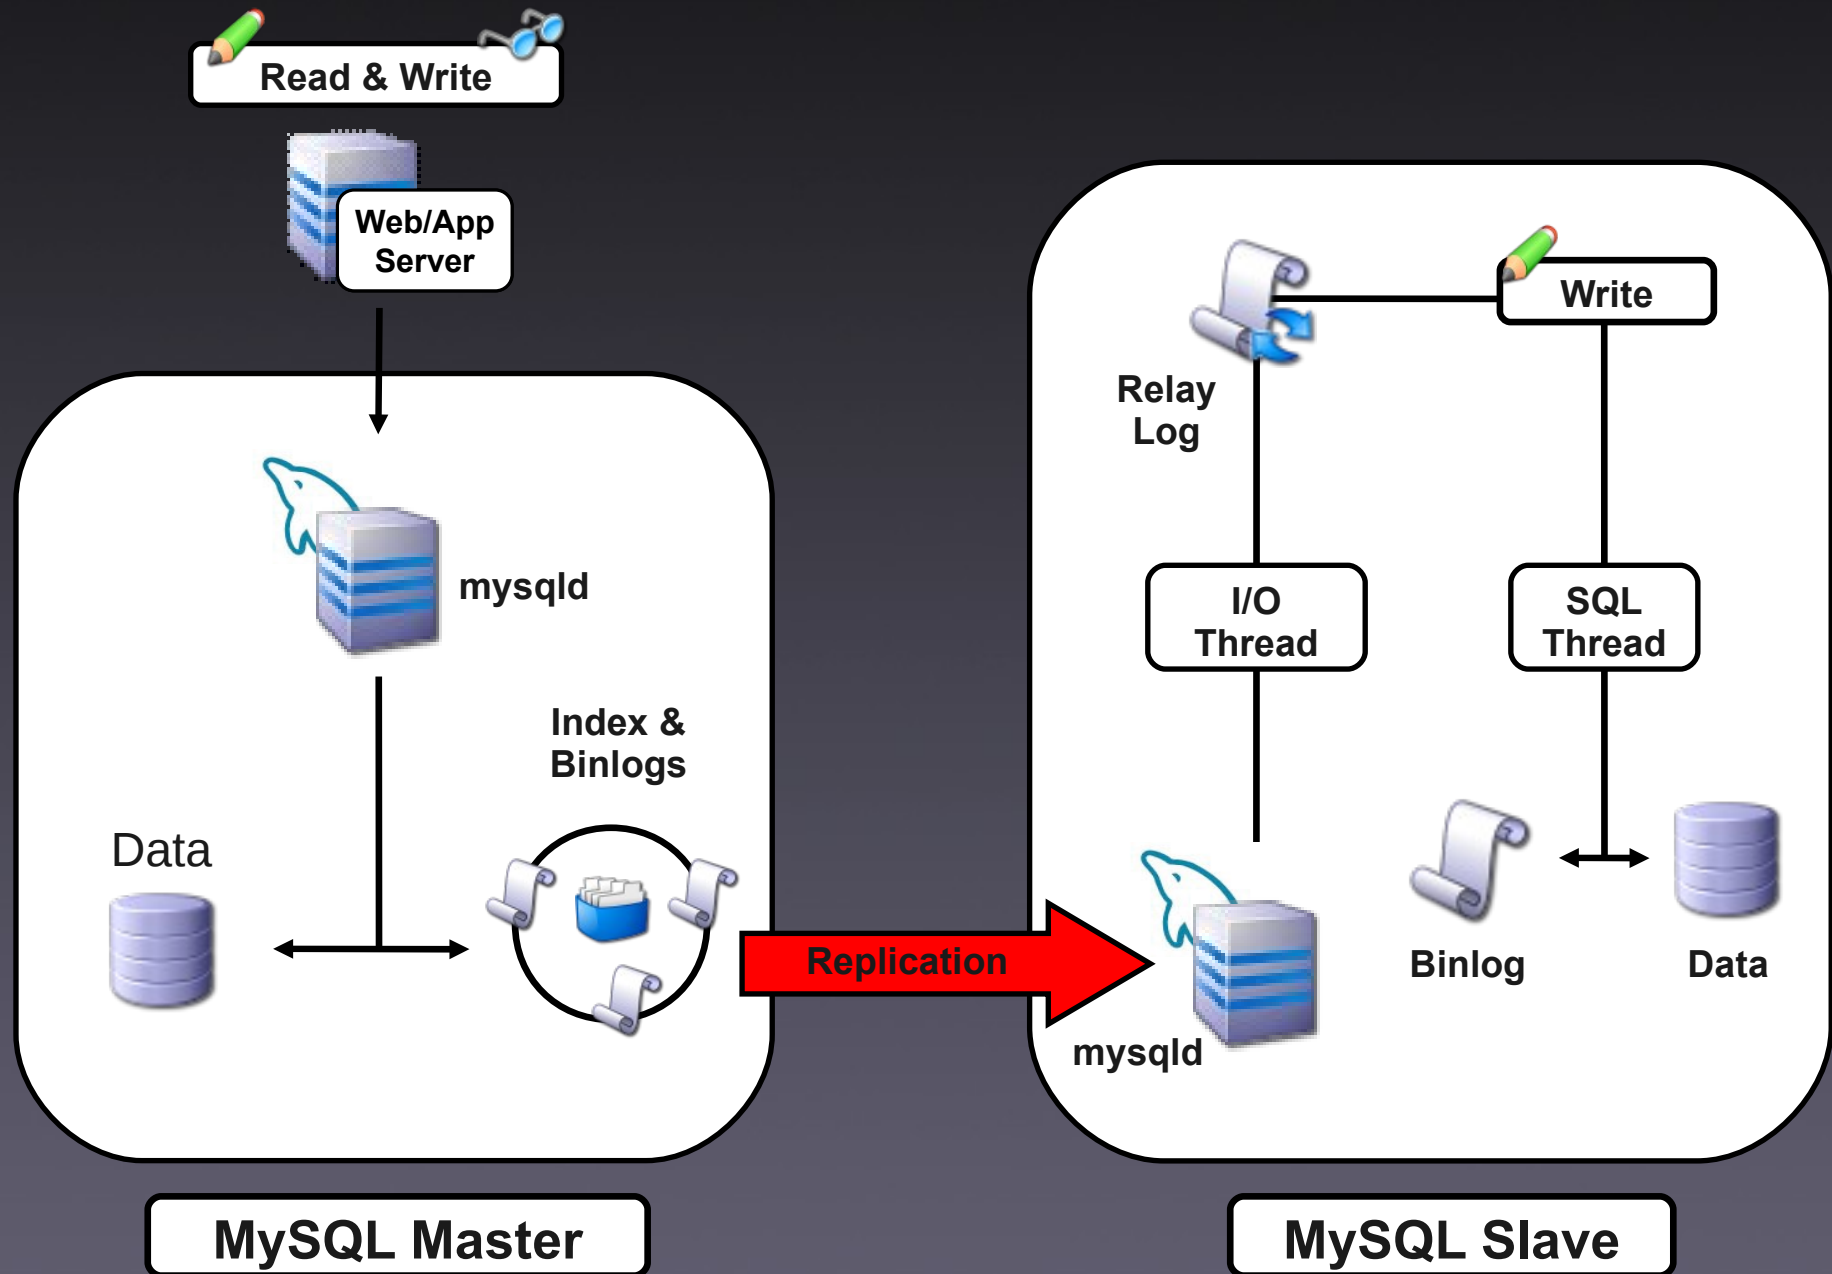 Read & Write
Web/App
Server
mysqld
Index &
Binlogs
Data
MySQL Master
Replication
Relay
Log
Write
I/O
Thread
SQL
Thread
mysqld
Binlog
Data
MySQL Slave